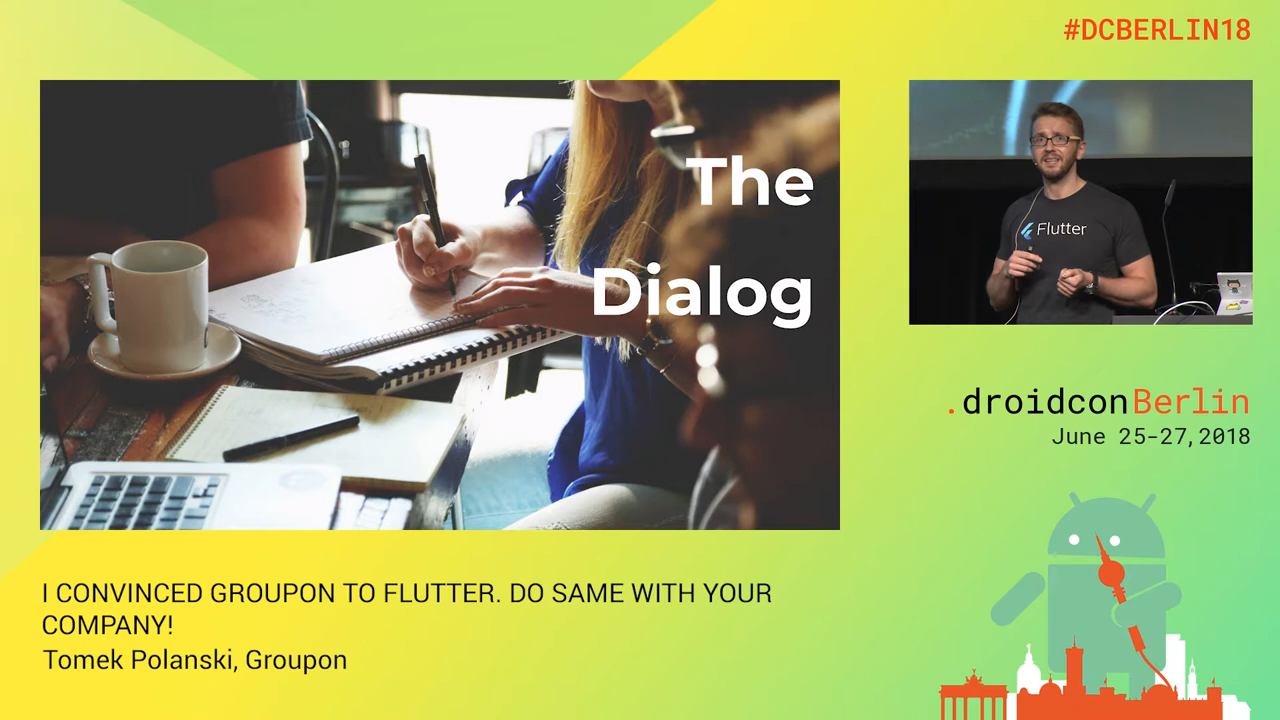 #DCBERLIN18
The
Dialog
Flutter
.droidconBerlin
June 25-27, 2018
I CONVINCED GROUPON TO FLUTTER. DO SAME WITH YOUR
COMPANY!
Tomek Polanski, Groupon